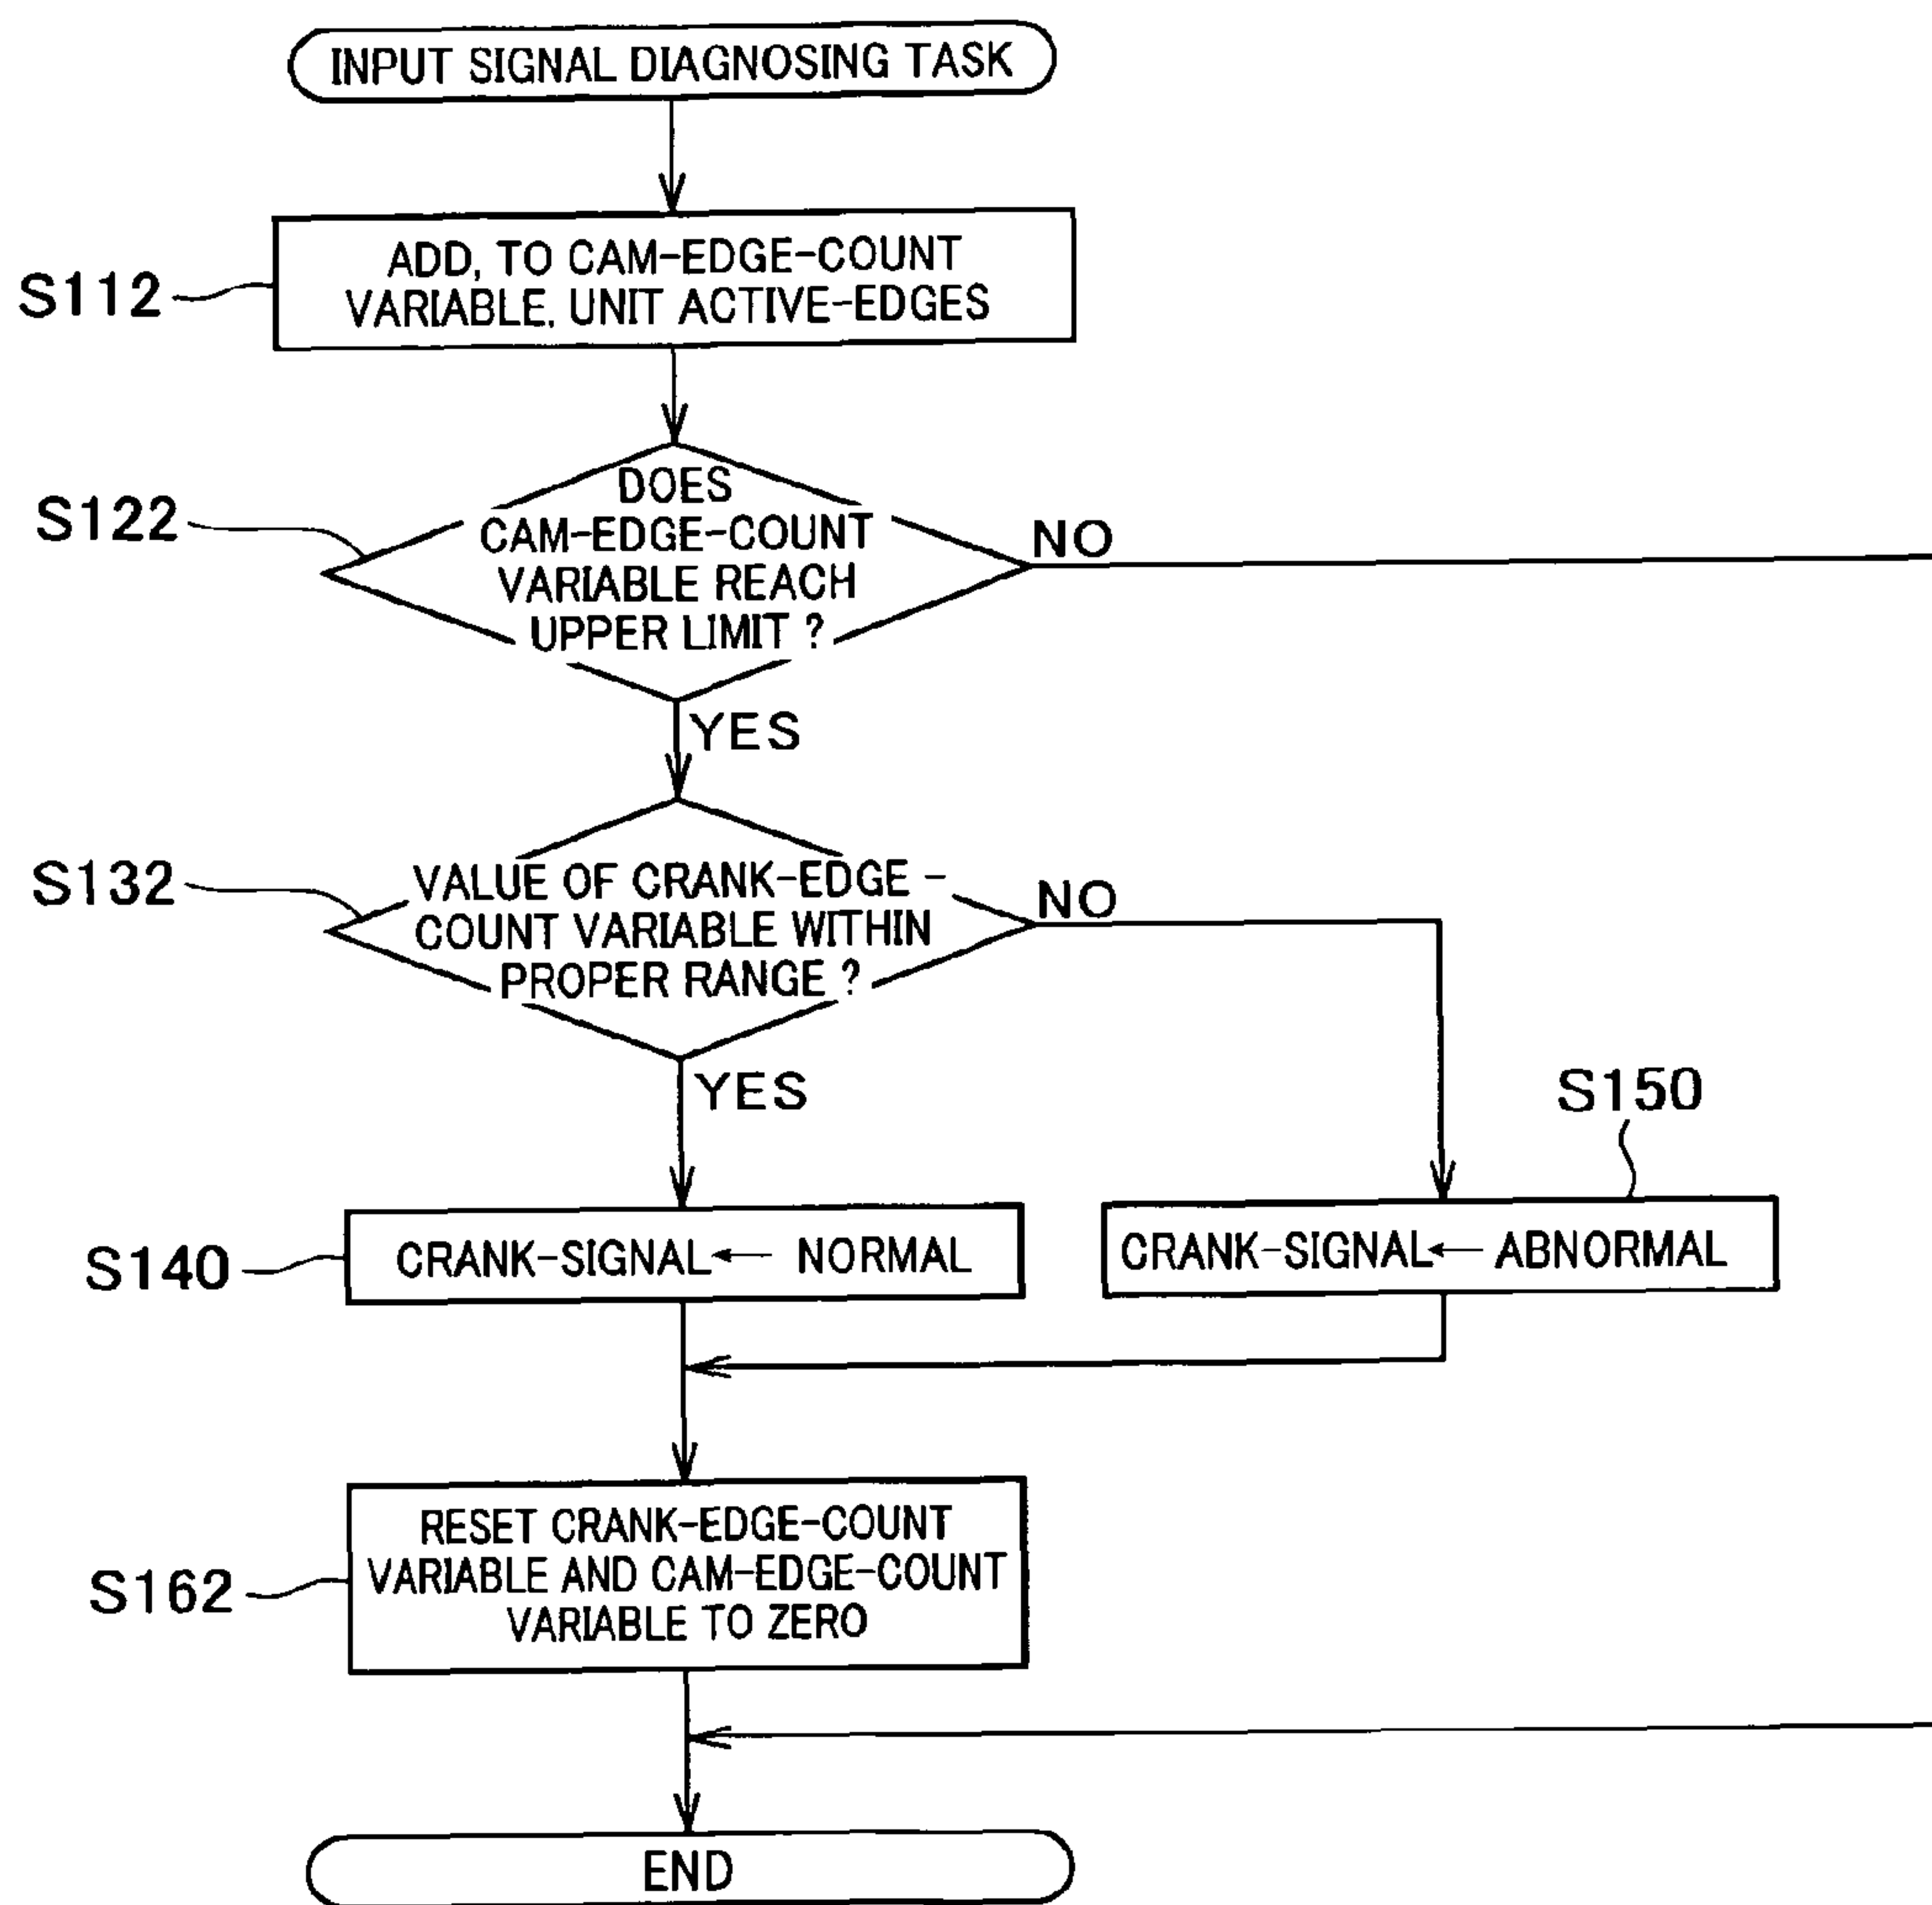 INPUT SIGNAL DIAGNOSING TASK
S112
ADD, TO CAM-EDGE-COUNT
VARIABLE, UNIT ACTIVE-EDGES
S122
DOES
CAM-EDGE-COUNT
VARIABLE REACH
UPPER LIMIT ?
NO
YES
S132
VALUE OF CRANK-EDGE-
COUNT VARIABLE WITHIN
PROPER RANGE ?
NO
YES
S150
S140
CRANK-SIGNAL ← NORMAL
CRANK-SIGNAL ← ABNORMAL
S162
RESET CRANK-EDGE-COUNT
VARIABLE AND CAM-EDGE-COUNT
VARIABLE TO ZERO
END